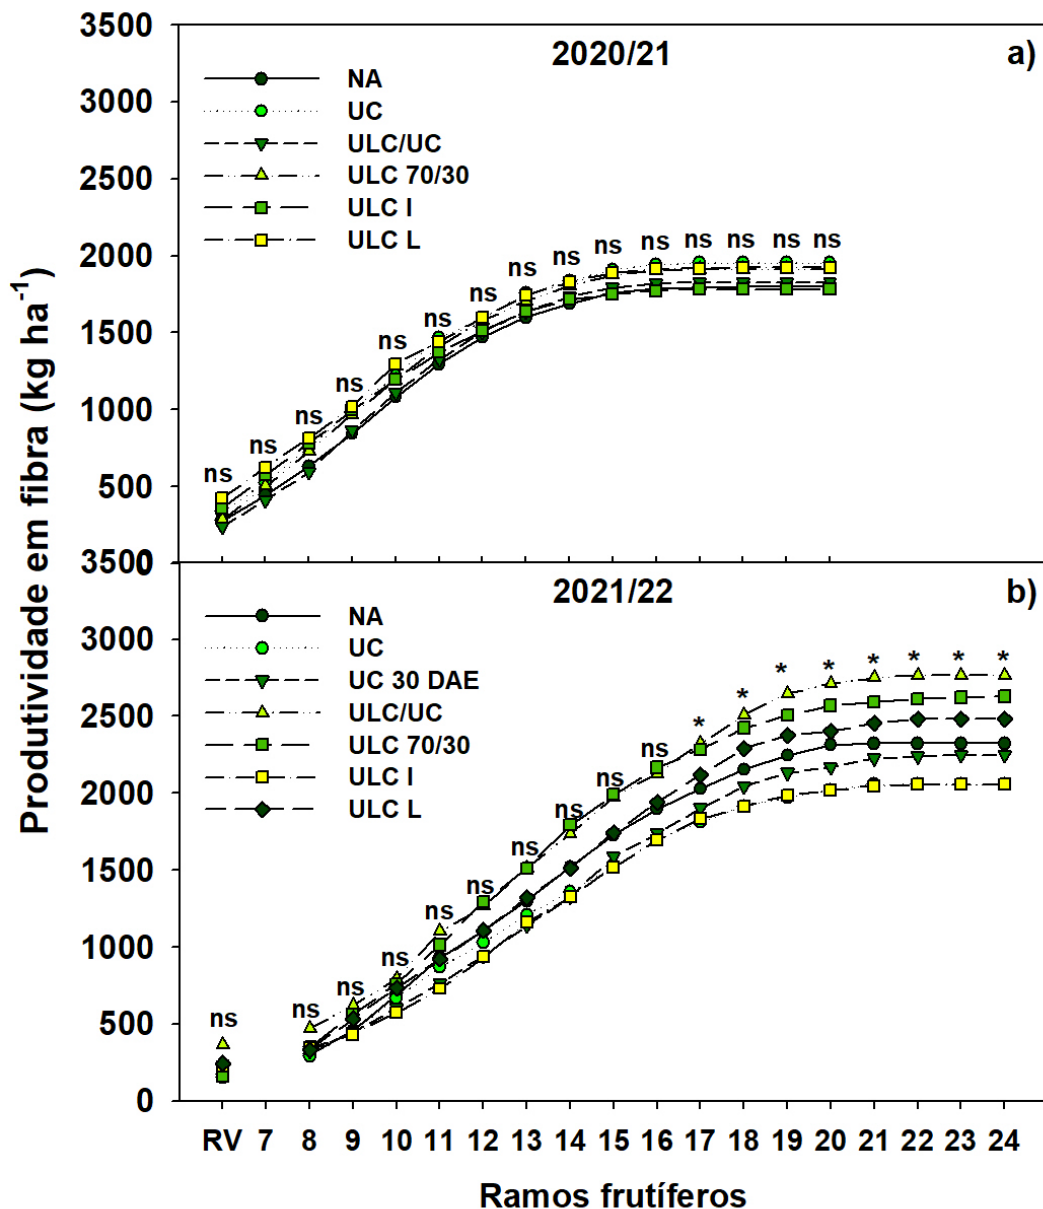 3500
2020/21 a)
NA
3000
UC
ULC/UC
2500
ULC 70/30
ULC I
ULC L
2000
ns ns ns ns ns ns ns ns ns ns ns ns ns ns ns
1500
1000
500
0
Produtividade em fibra (kg ha-1)
3500
2021/22 b)
NA
3000
UC
UC 30 DAE
ULC/UC
2500
ULC 70/30
ULC I
ULC L
2000
ns ns ns ns ns ns ns ns ns ns * * * * * * * *
1500
1000
500
0
RV 7 8 9 10 11 12 13 14 15 16 17 18 19 20 21 22 23 24
Ramos frutíferos